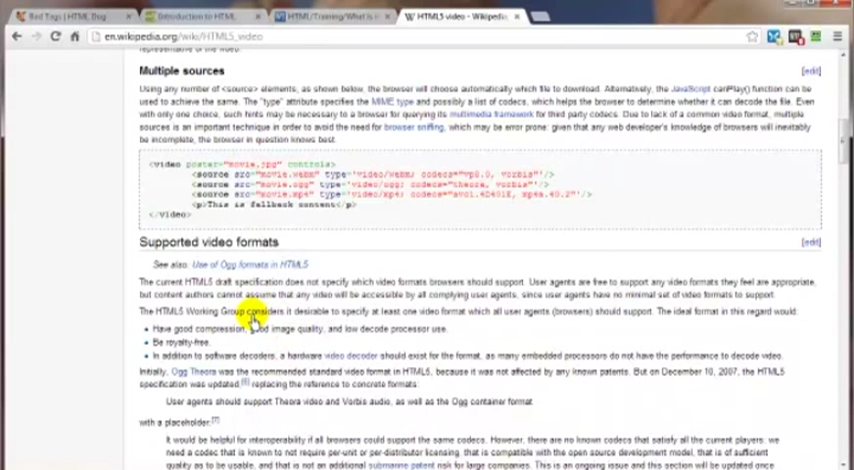 Bad Tags | HTML Dog
Introduction to HTML
HTML/Training/What is
HTML5 video - Wikipedia
en.wikipedia.org/wiki/HTML5_video
representative of the video.
Multiple sources [edit]
Using any number of <source> elements, as shown below, the browser will choose automatically which file to download. Alternatively, the JavaScript canPlay() function can be
used to achieve the same. The "type" attribute specifies the MIME type and possibly a list of codecs, which helps the browser to determine whether it can decode the file. Even
with only one choice, such hints may be necessary to a browser for querying its multimedia framework for third party codecs. Due to lack of a common video format, multiple
sources is an important technique in order to avoid the need for browser sniffing, which may be error prone: given that any web developer's knowledge of browsers will inevitably
be incomplete, the browser in question knows best.
<video poster="movie.jpg" controls>
<source src="movie.webm" type='video/webm; codecs="vp8.0, vorbis"'/>
<source src="movie.ogg" type='video/ogg; codecs="theora, vorbis"'/>
<source src="movie.mp4" type='video/mp4; codecs="avc1.4D401E, mp4a.40.2"'/>
<p>This is fallback content</p>
</video>
Supported video formats [edit]
See also: Use of Ogg formats in HTML5
The current HTML5 draft specification does not specify which video formats browsers should support. User agents are free to support any video formats they feel are appropriate,
but content authors cannot assume that any video will be accessible by all complying user agents, since user agents have no minimal set of video formats to support.
The HTML5 Working Group considers it desirable to specify at least one video format which all user agents (browsers) should support. The ideal format in this regard would:
Have good compression, good image quality, and low decode processor use.
Be royalty-free.
In addition to software decoders, a hardware video decoder should exist for the format, as many embedded processors do not have the performance to decode video.
Initially, Ogg Theora was the recommended standard video format in HTML5, because it was not affected by any known patents. But on December 10, 2007, the HTML5
specification was updated,[6] replacing the reference to concrete formats:
User agents should support Theora video and Vorbis audio, as well as the Ogg container format
with a placeholder:[7]
It would be helpful for interoperability if all browsers could support the same codecs. However, there are no known codecs that satisfy all the current players: we
need a codec that is known to not require per-unit or per-distributor licensing, that is compatible with the open source development model, that is of sufficient
quality as to be usable, and that is not an additional submarine patent risk for large companies. This is an ongoing issue and this section will be updated once